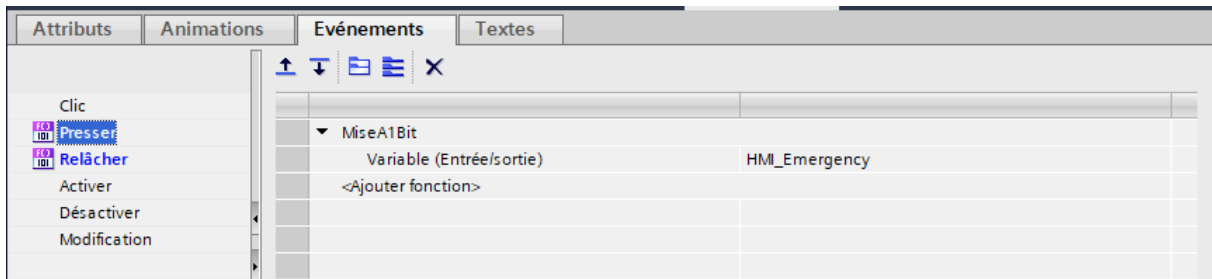 Attributs Animations Evénements Textes
Clic
Presser MiseA1Bit
Relâcher Variable (Entrée/sortie) HMI_Emergency
Activer <Ajouter fonction>
Désactiver
Modification